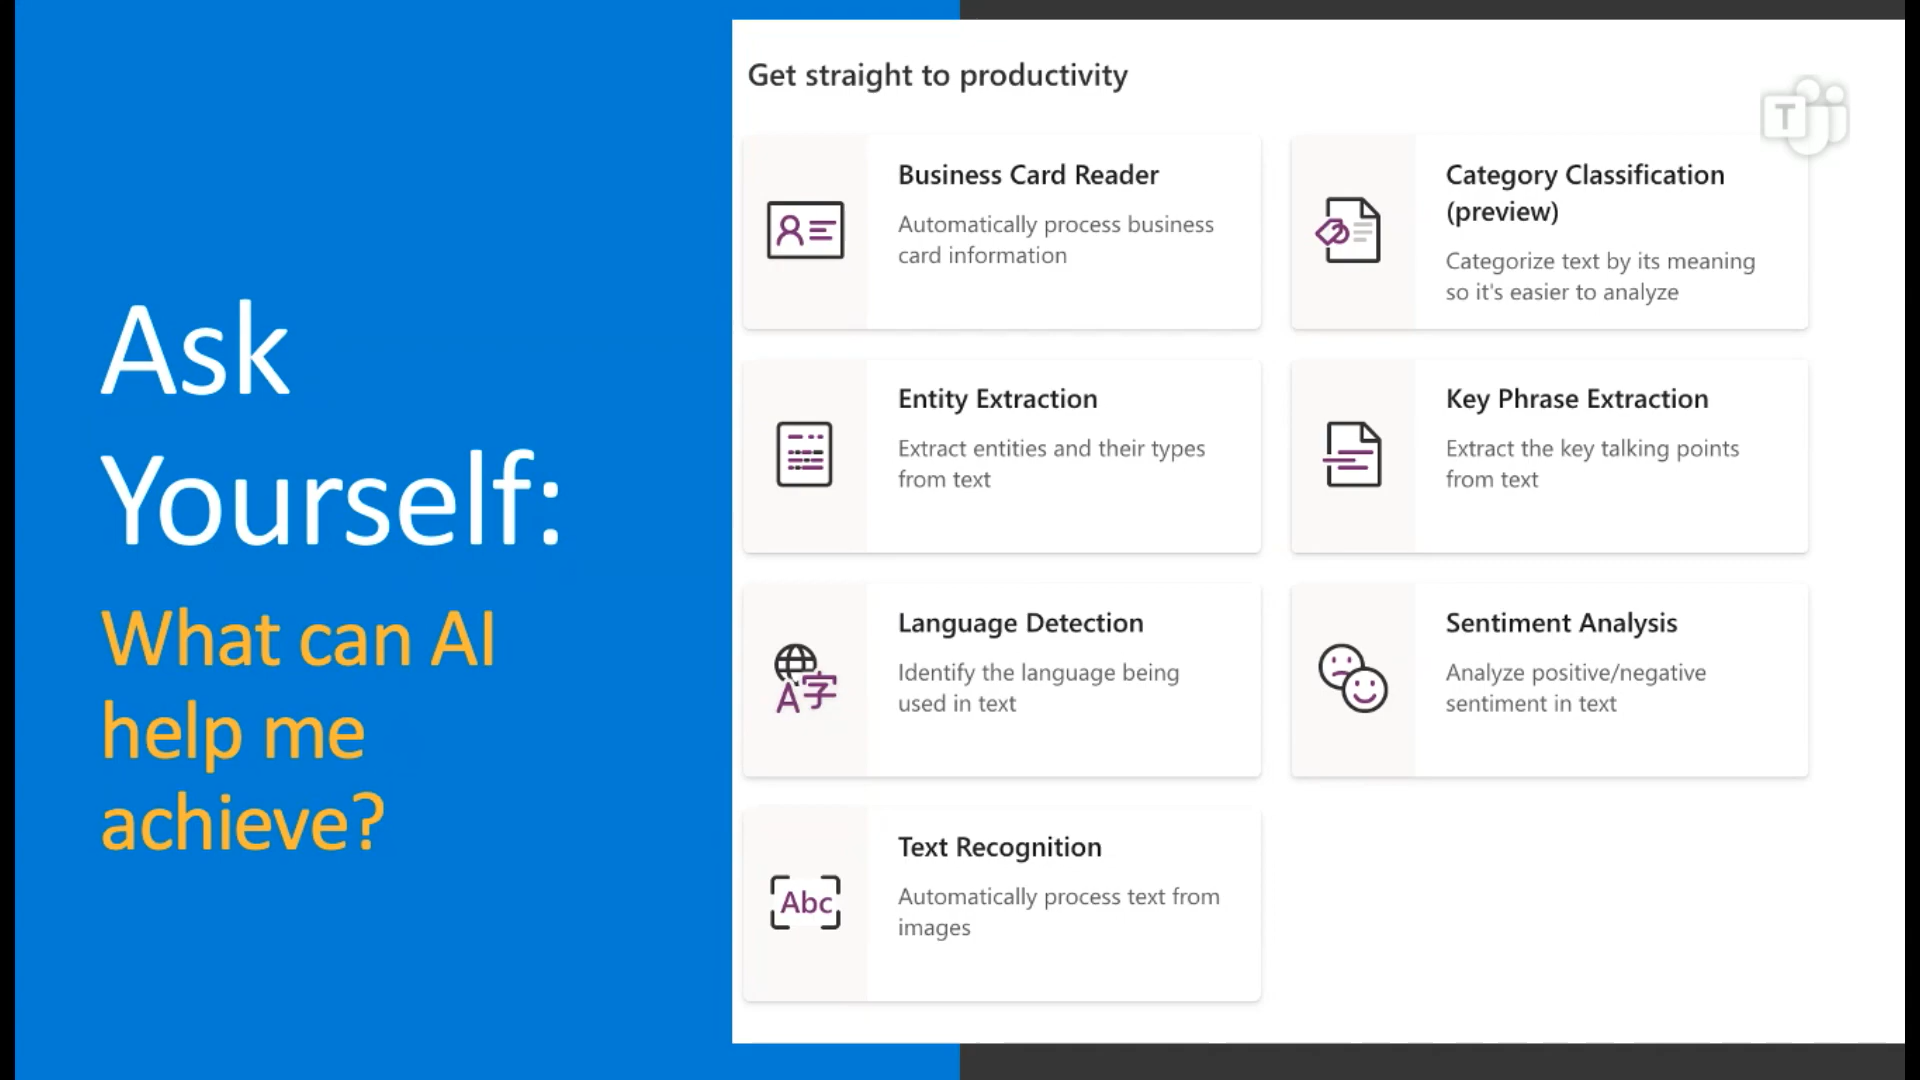 Ask
Yourself:
What can AI
help me
achieve?
Get straight to productivity
T
Business Card Reader
Automatically process business
card information
Category Classification
(preview)
Categorize text by its meaning
so it's easier to analyze
Entity Extraction
Extract entities and their types
from text
Key Phrase Extraction
Extract the key talking points
from text
A字
Language Detection
Identify the language being
used in text
Sentiment Analysis
Analyze positive/negative
sentiment in text
Abc
Text Recognition
Automatically process text from
images